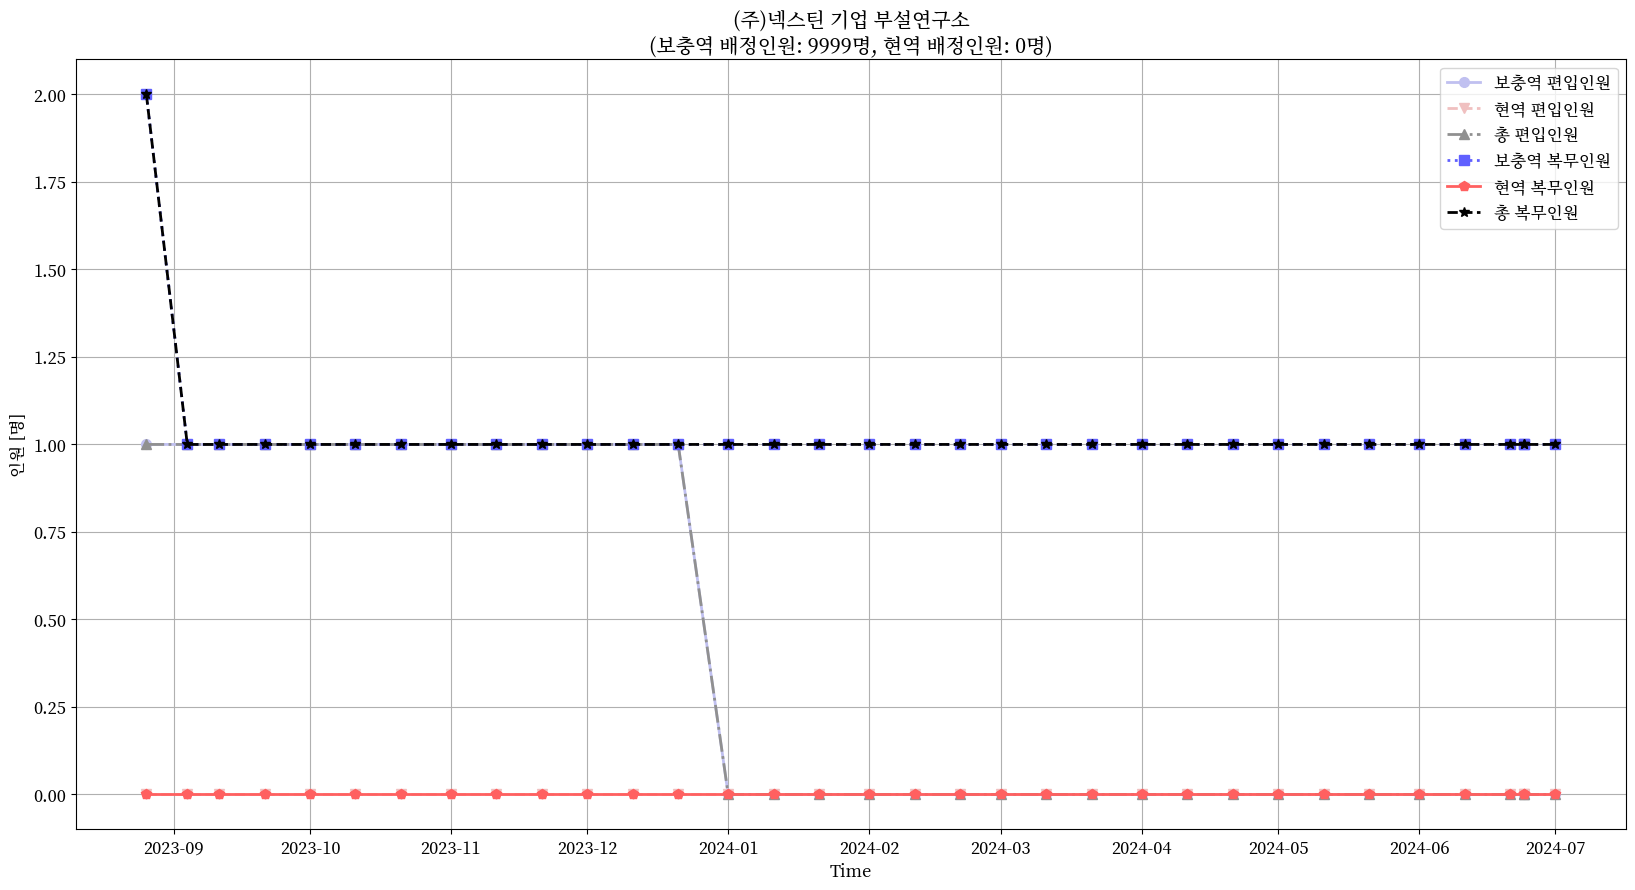 (주)넥스틴 기업 부설연구소
(보충역 배정인원: 9999명, 현역 배정인원: 0명)
보충역 편입인원
현역 편입인원
총 편입인원
보충역 복무인원
현역 복무인원
총 복무인원
2.00
1.75
1.50
1.25
1.00
0.75
0.50
0.25
0.00
인원 [명]
2023-09
2023-10
2023-11
2023-12
2024-01
2024-02
2024-03
2024-04
2024-05
2024-06
2024-07
Time